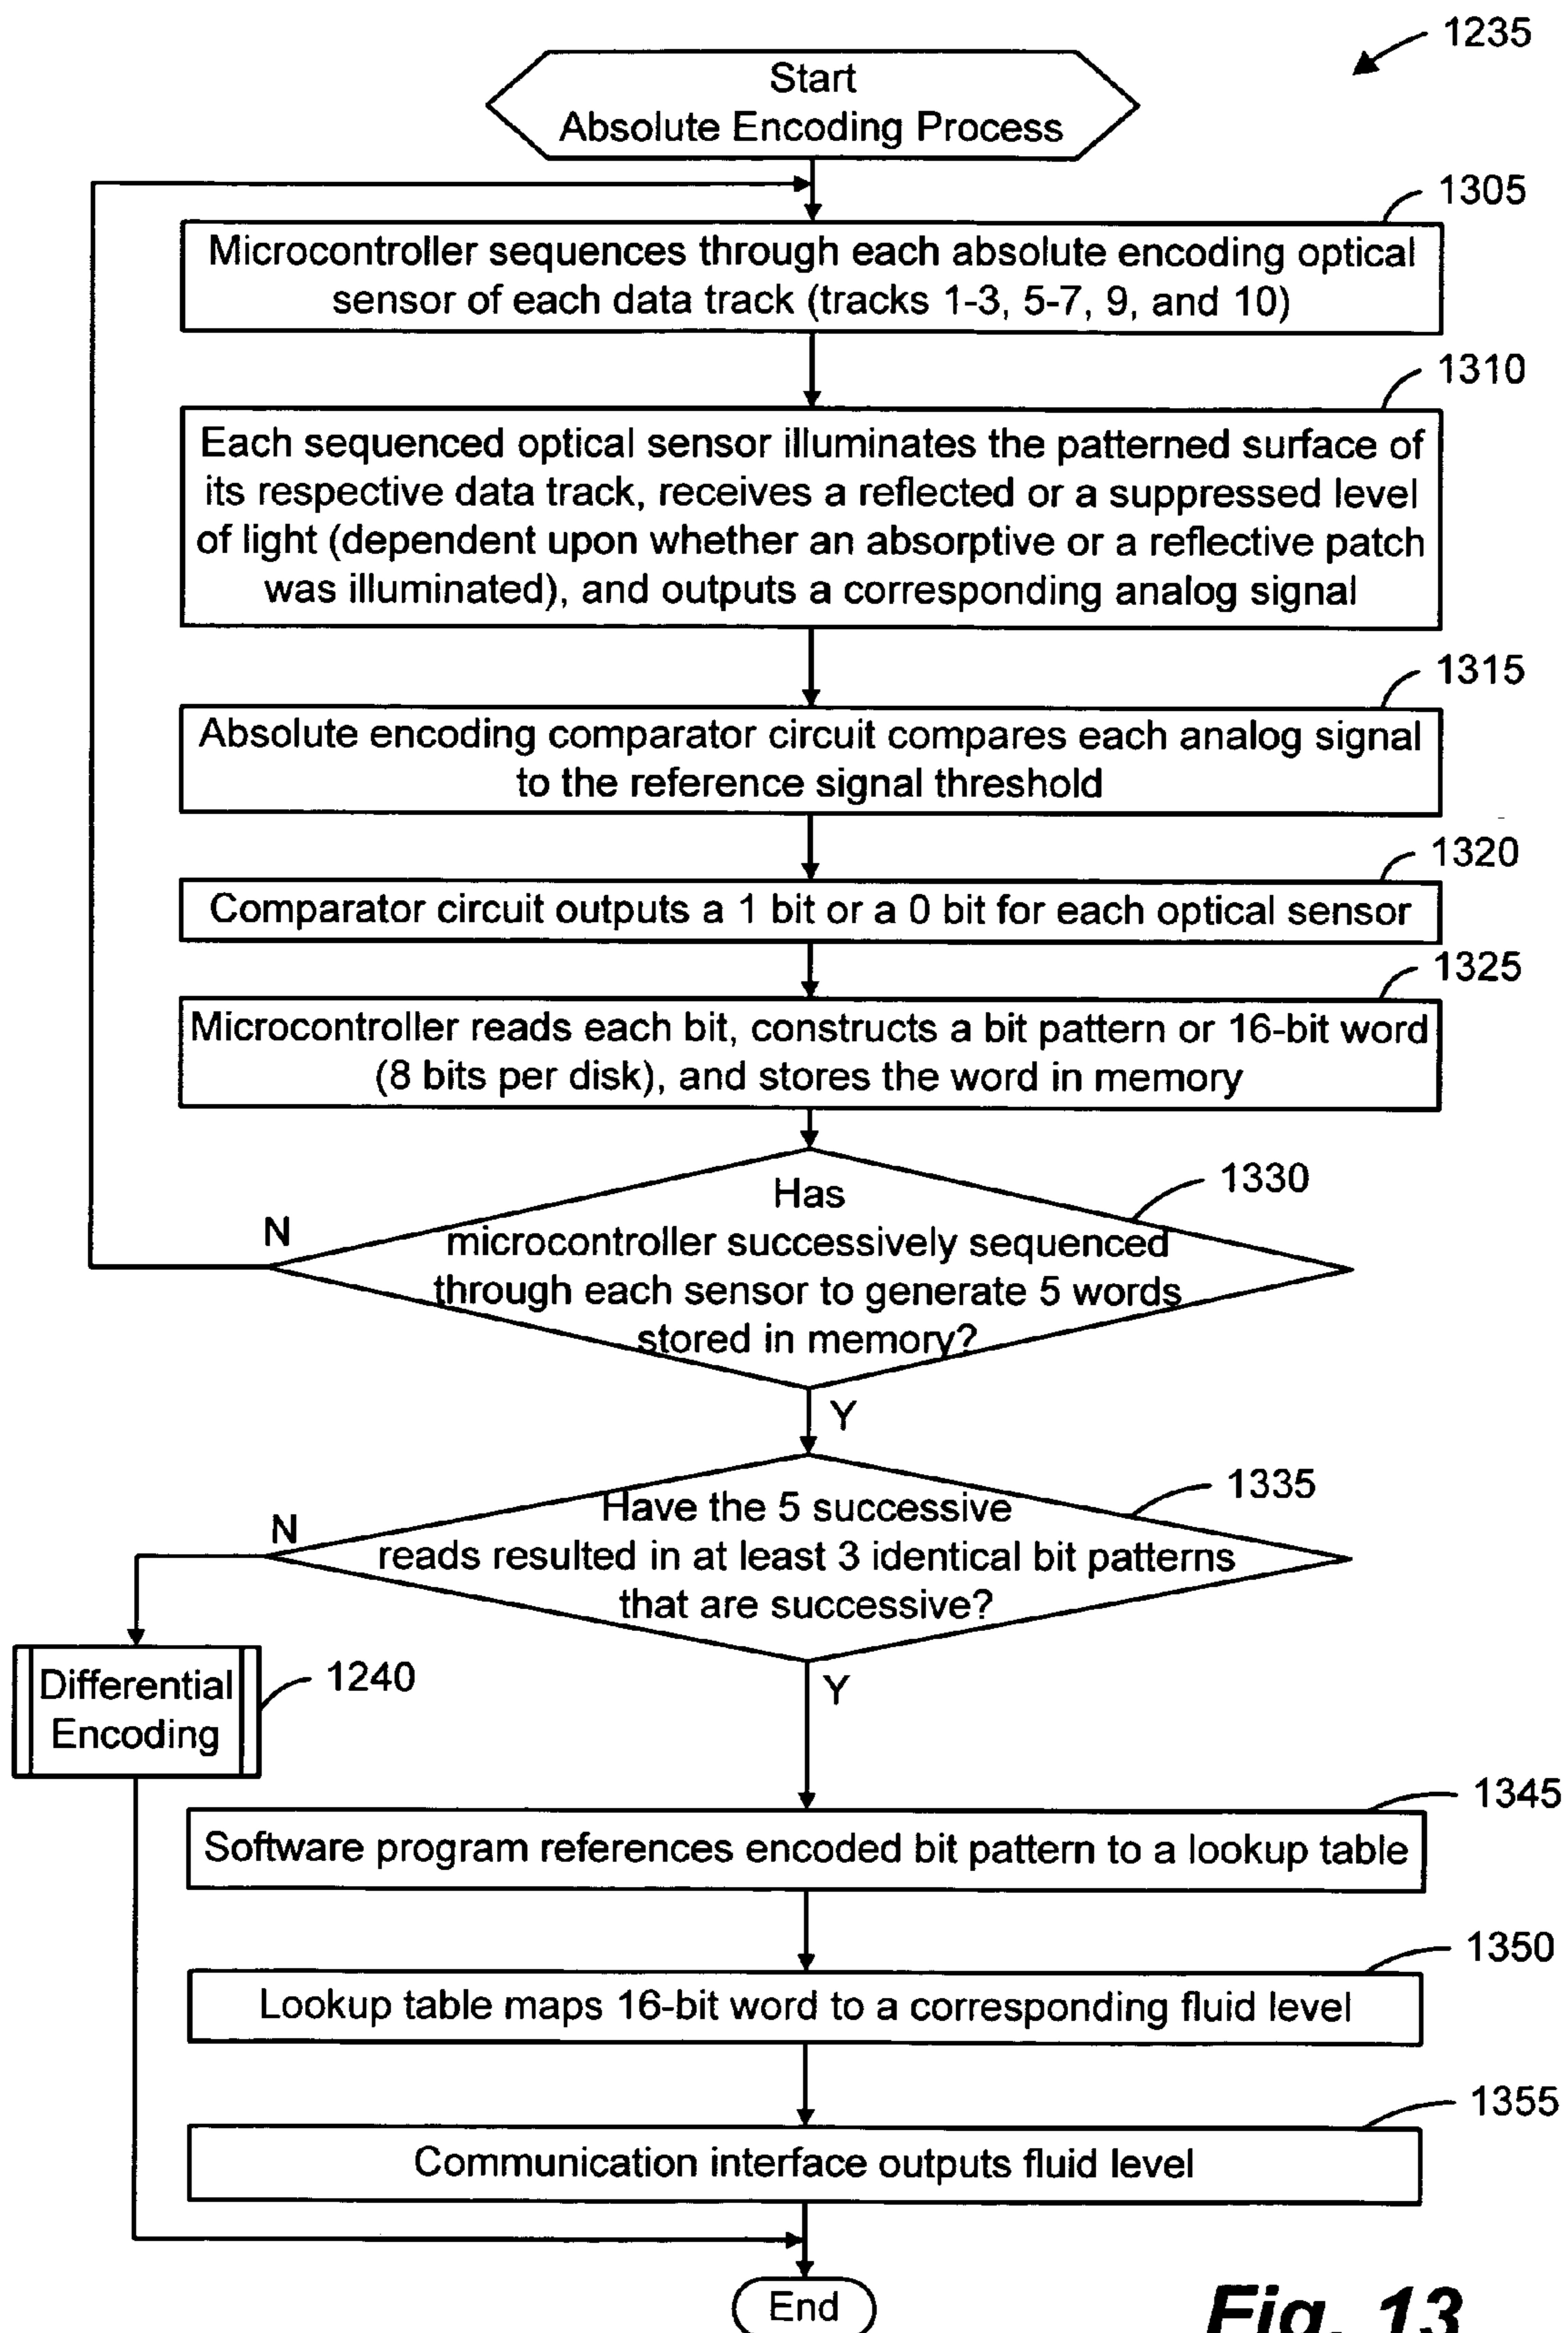 1235
Start
Absolute Encoding Process
1305
Microcontroller sequences through each absolute encoding optical
sensor of each data track (tracks 1-3, 5-7, 9, and 10)
1310
Each sequenced optical sensor illuminates the patterned surface of
its respective data track, receives a reflected or a suppressed level
of light (dependent upon whether an absorptive or a reflective patch
was illuminated), and outputs a corresponding analog signal
1315
Absolute encoding comparator circuit compares each analog signal
to the reference signal threshold
1320
Comparator circuit outputs a 1 bit or a 0 bit for each optical sensor
1325
Microcontroller reads each bit, constructs a bit pattern or 16-bit word
(8 bits per disk), and stores the word in memory
1330
Has
N
microcontroller successively sequenced
through each sensor to generate 5 words
stored in memory?
Y
1335
Have the 5 successive
N
reads resulted in at least 3 identical bit patterns
that are successive?
1240
Differential
Encoding
Y
1345
Software program references encoded bit pattern to a lookup table
1350
Lookup table maps 16-bit word to a corresponding fluid level
1355
Communication interface outputs fluid level
End
Fig. 13